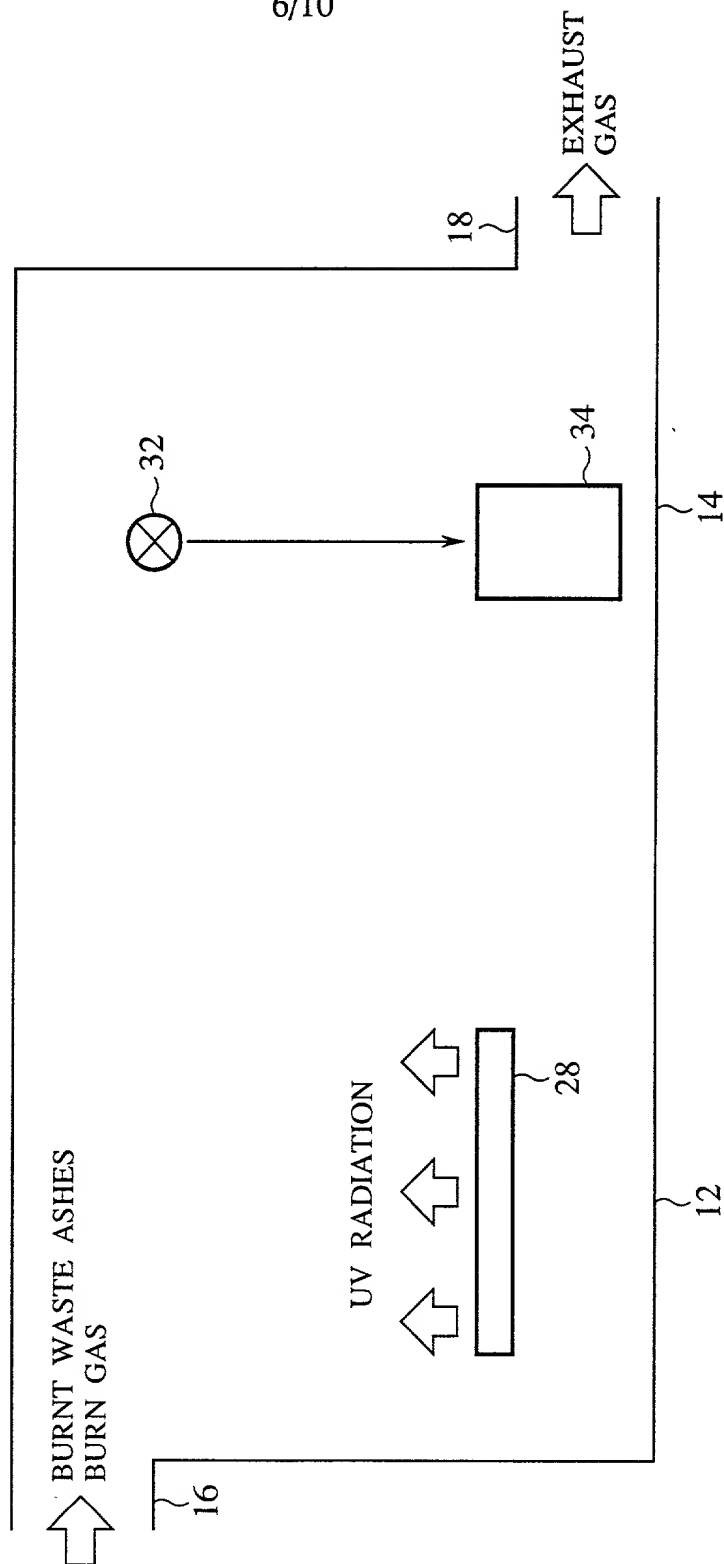 6/10
BURNT WASTE ASHES
BURN GAS
16
UV RADIATION
28
12
32
34
14
18
EXHAUST
GAS